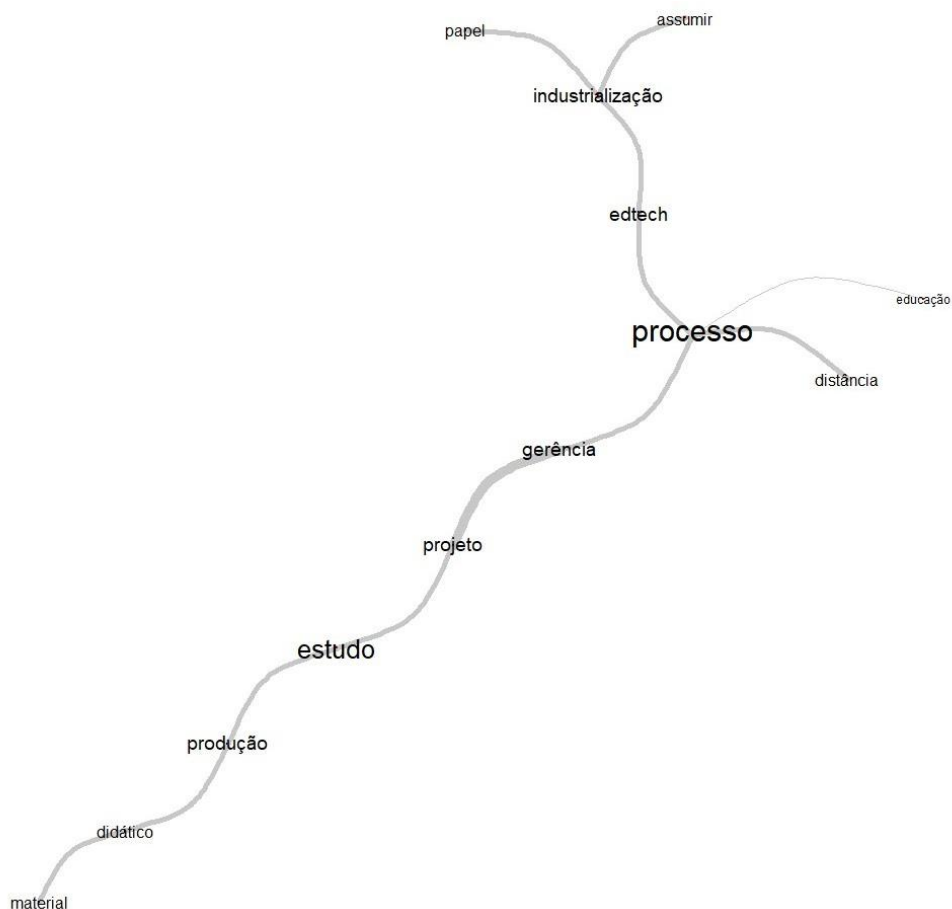 assumir
papel
industrialização
edtech
educação
processo
distância
gerência
projeto
estudo
produção
didático
material